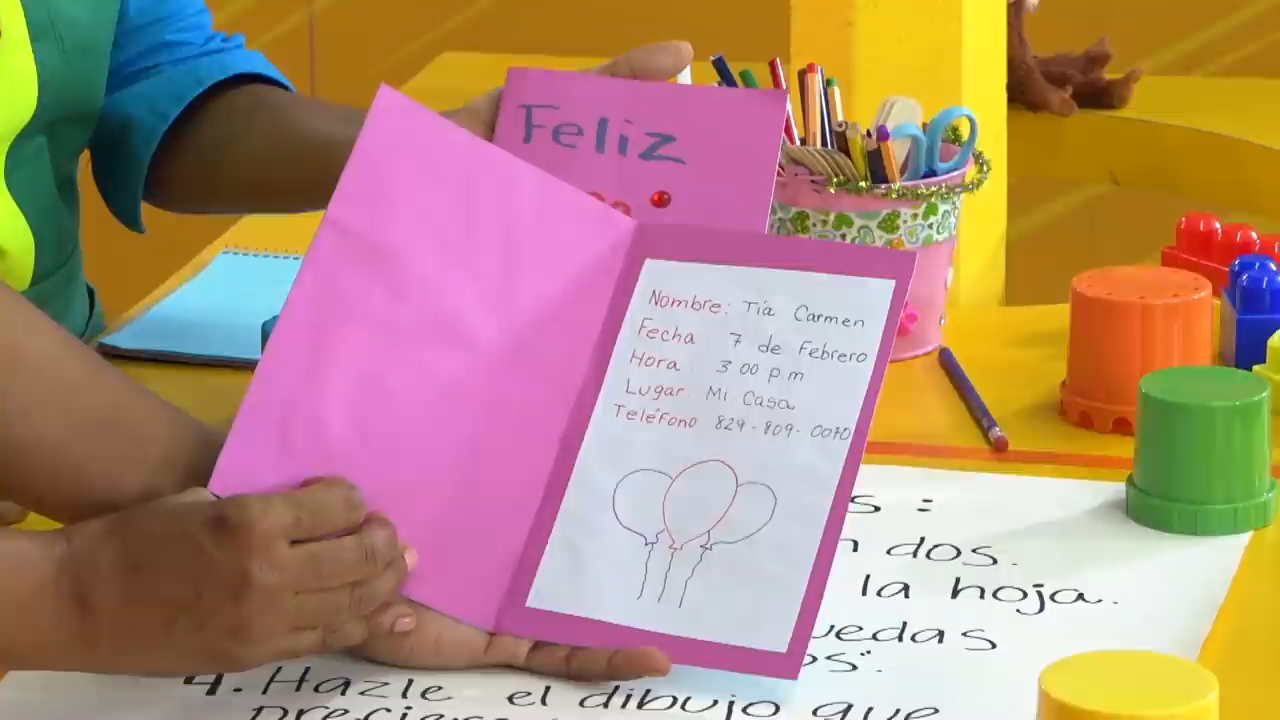 Feliz
Nombre: Tía Carmen
Fecha 7 de Febrero
Hora 3 00 p m
Lugar Mi Casa
Teléfono 829-809-0070
s :
n dos.
la hoja.
uedas
os".
4. Hazle el dibujo que